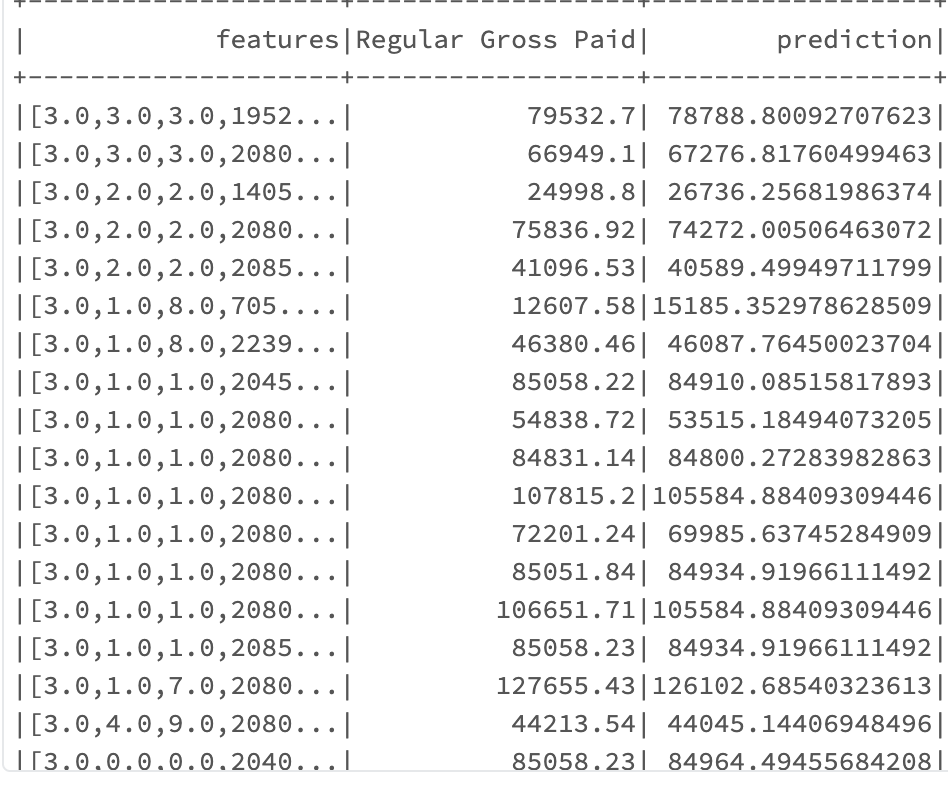 +--------------------+------------------+------------------+
|            features|Regular Gross Paid|        prediction|
+--------------------+------------------+------------------+
|[3.0,3.0,3.0,1952...|           79532.7| 78788.80092707623|
|[3.0,3.0,3.0,2080...|           66949.1| 67276.81760499463|
|[3.0,2.0,2.0,1405...|           24998.8| 26736.25681986374|
|[3.0,2.0,2.0,2080...|          75836.92| 74272.00506463072|
|[3.0,2.0,2.0,2085...|          41096.53| 40589.49949711799|
|[3.0,1.0,8.0,705....|          12607.58|15185.352978628509|
|[3.0,1.0,8.0,2239...|          46380.46| 46087.76450023704|
|[3.0,1.0,1.0,2045...|          85058.22| 84910.08515817893|
|[3.0,1.0,1.0,2080...|          54838.72| 53515.18494073205|
|[3.0,1.0,1.0,2080...|          84831.14| 84800.27283982863|
|[3.0,1.0,1.0,2080...|          107815.2|105584.88409309446|
|[3.0,1.0,1.0,2080...|          72201.24| 69985.63745284909|
|[3.0,1.0,1.0,2080...|          85051.84| 84934.91966111492|
|[3.0,1.0,1.0,2080...|         106651.71|105584.88409309446|
|[3.0,1.0,1.0,2085...|          85058.23| 84934.91966111492|
|[3.0,1.0,7.0,2080...|         127655.43|126102.68540323613|
|[3.0,4.0,9.0,2080...|          44213.54| 44045.14406948496|
|[3.0,0.0,0.0,2040...|          85058.23| 84964.49455684208|